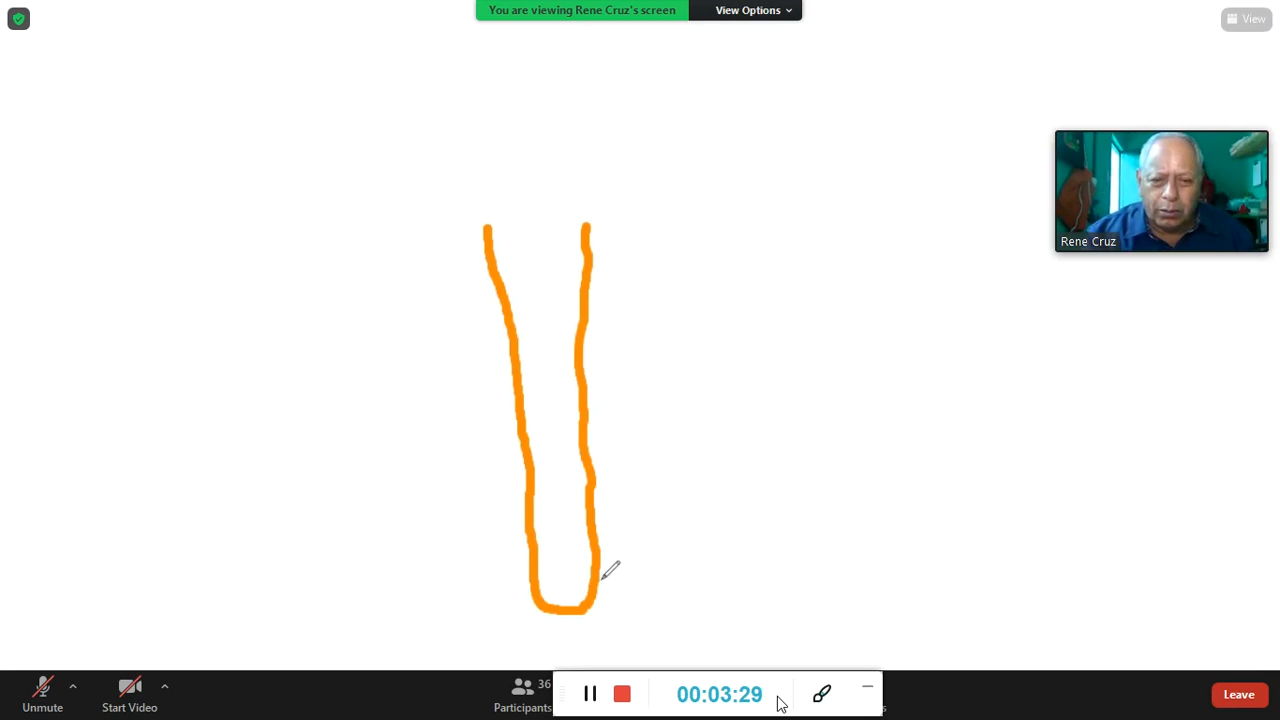 You are viewing Rene Cruz's screen
View Options
View
Rene Cruz
Unmute
Start Video
Participants
36
00:03:29
Leave